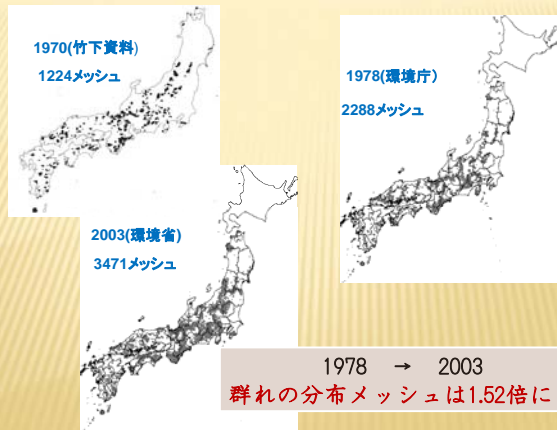 1970(竹下資料)
1224メッシュ
1978(環境庁)
2288メッシュ
2003(環境省)
3471メッシュ
1978 → 2003
群れの分布メッシュは1.52倍に